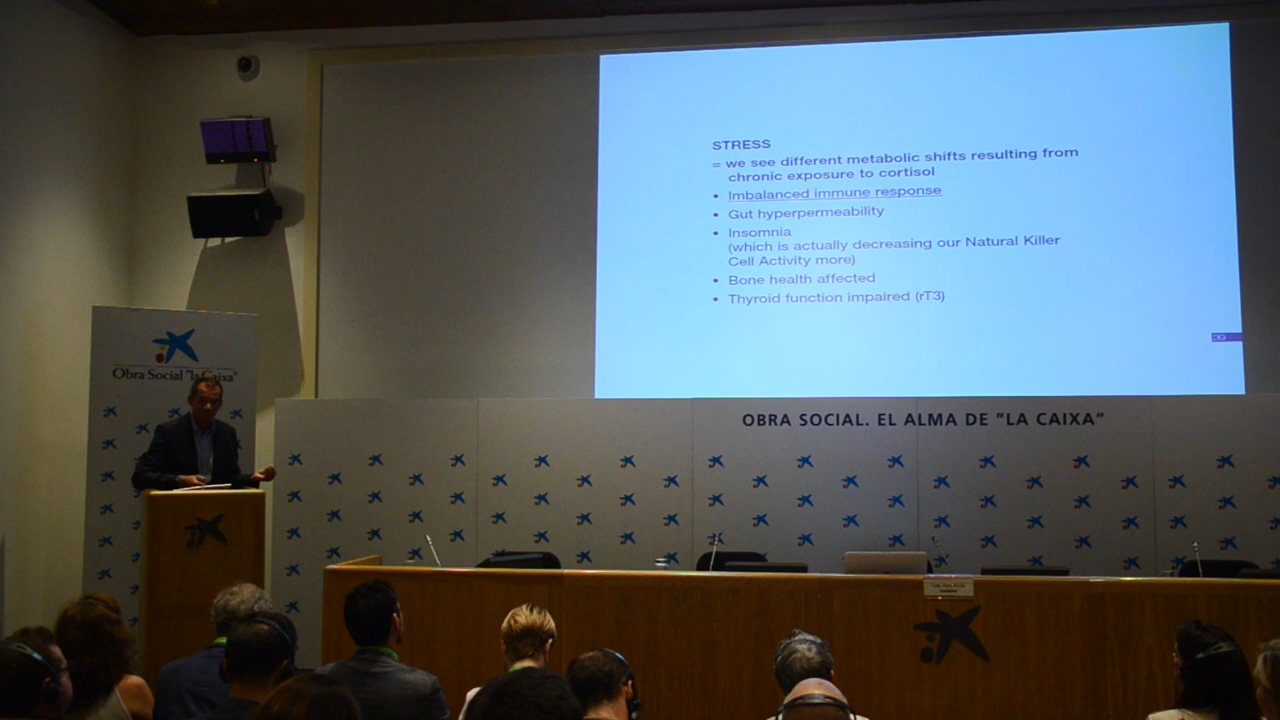 STRESS
= we see different metabolic shifts resulting from
chronic exposure to cortisol
• Imbalanced immune response
• Gut hyperpermeability
• Insomnia
(which is actually decreasing our Natural Killer
Cell Activity more)
• Bone health affected
• Thyroid function impaired (rT3)
Obra Social "la Caixa"
OBRA SOCIAL. EL ALMA DE "LA CAIXA"